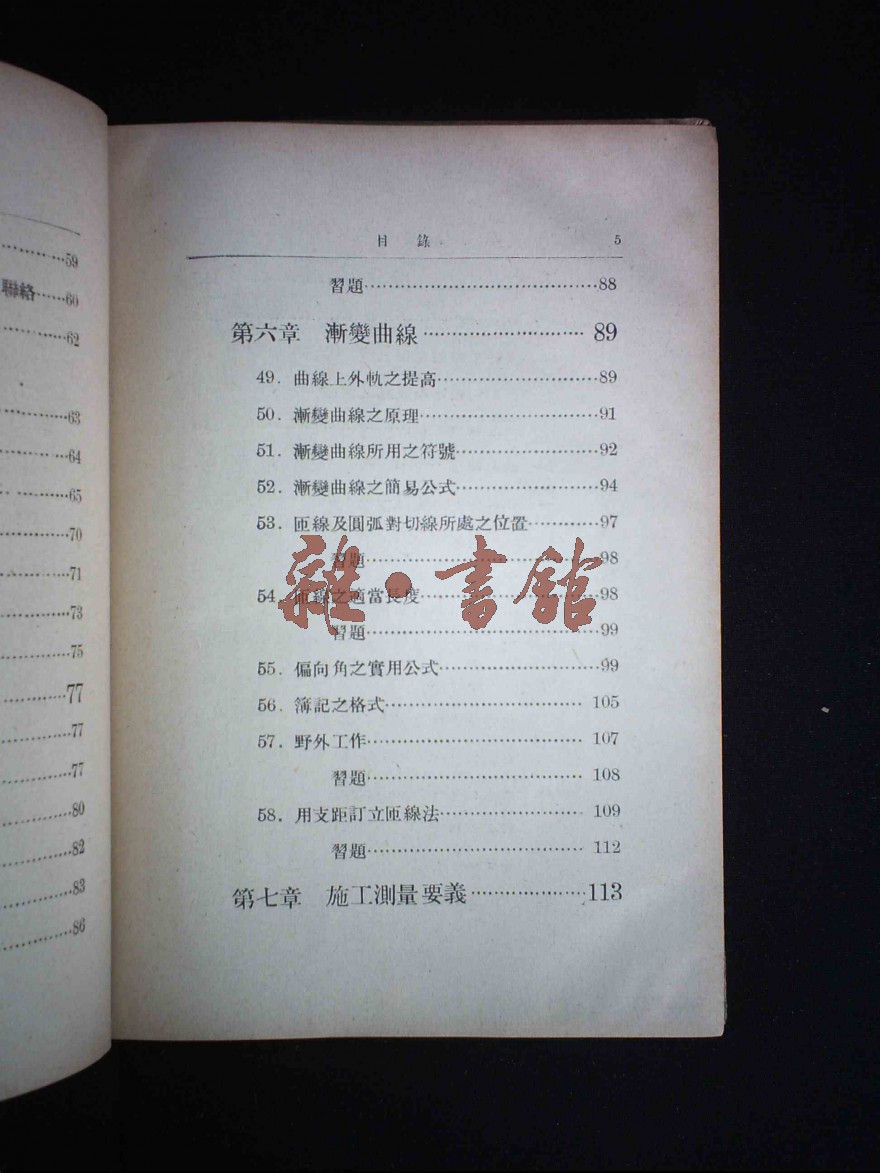 59
聯絡……60
62
63
64
65
70
71
73
75
77
77
77
80
82
83
86
目錄 5
習題……88
第六章 漸變曲線……89
49. 曲線上外軌之提高……89
50. 漸變曲線之原理……91
51. 漸變曲線所用之符號……92
52. 漸變曲線之簡易公式……94
53. 匝線及圓弧對切線所處之位置……97
習題……98
54. 匝線之適當長度……98
習題……99
55. 偏向角之實用公式……99
56. 簿記之格式……105
57. 野外工作……107
習題……108
58. 用支距訂立匝線法……109
習題……112
第七章 施工測量要義……113
雜·書館